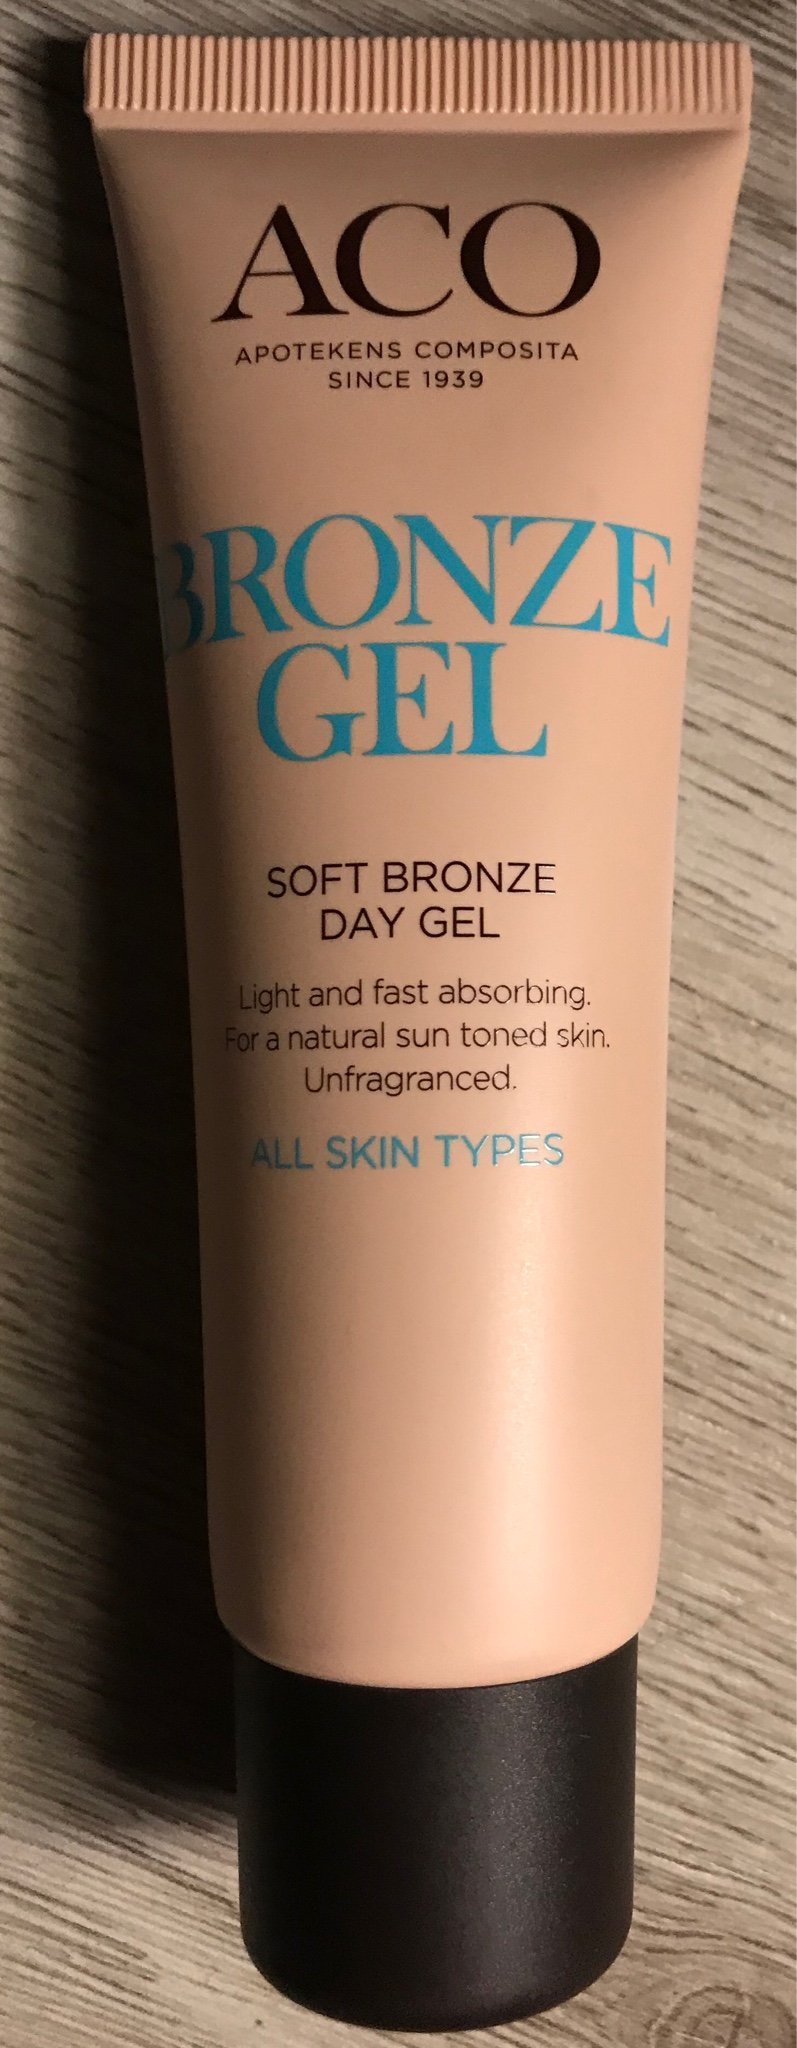 ACO
APOTEKENS COMPOSITA
SINCE 1939
BRONZE
GEL
SOFT BRONZE
DAY GEL
Light and fast absorbing.
For a natural sun toned skin.
Unfragranced.
ALL SKIN TYPES